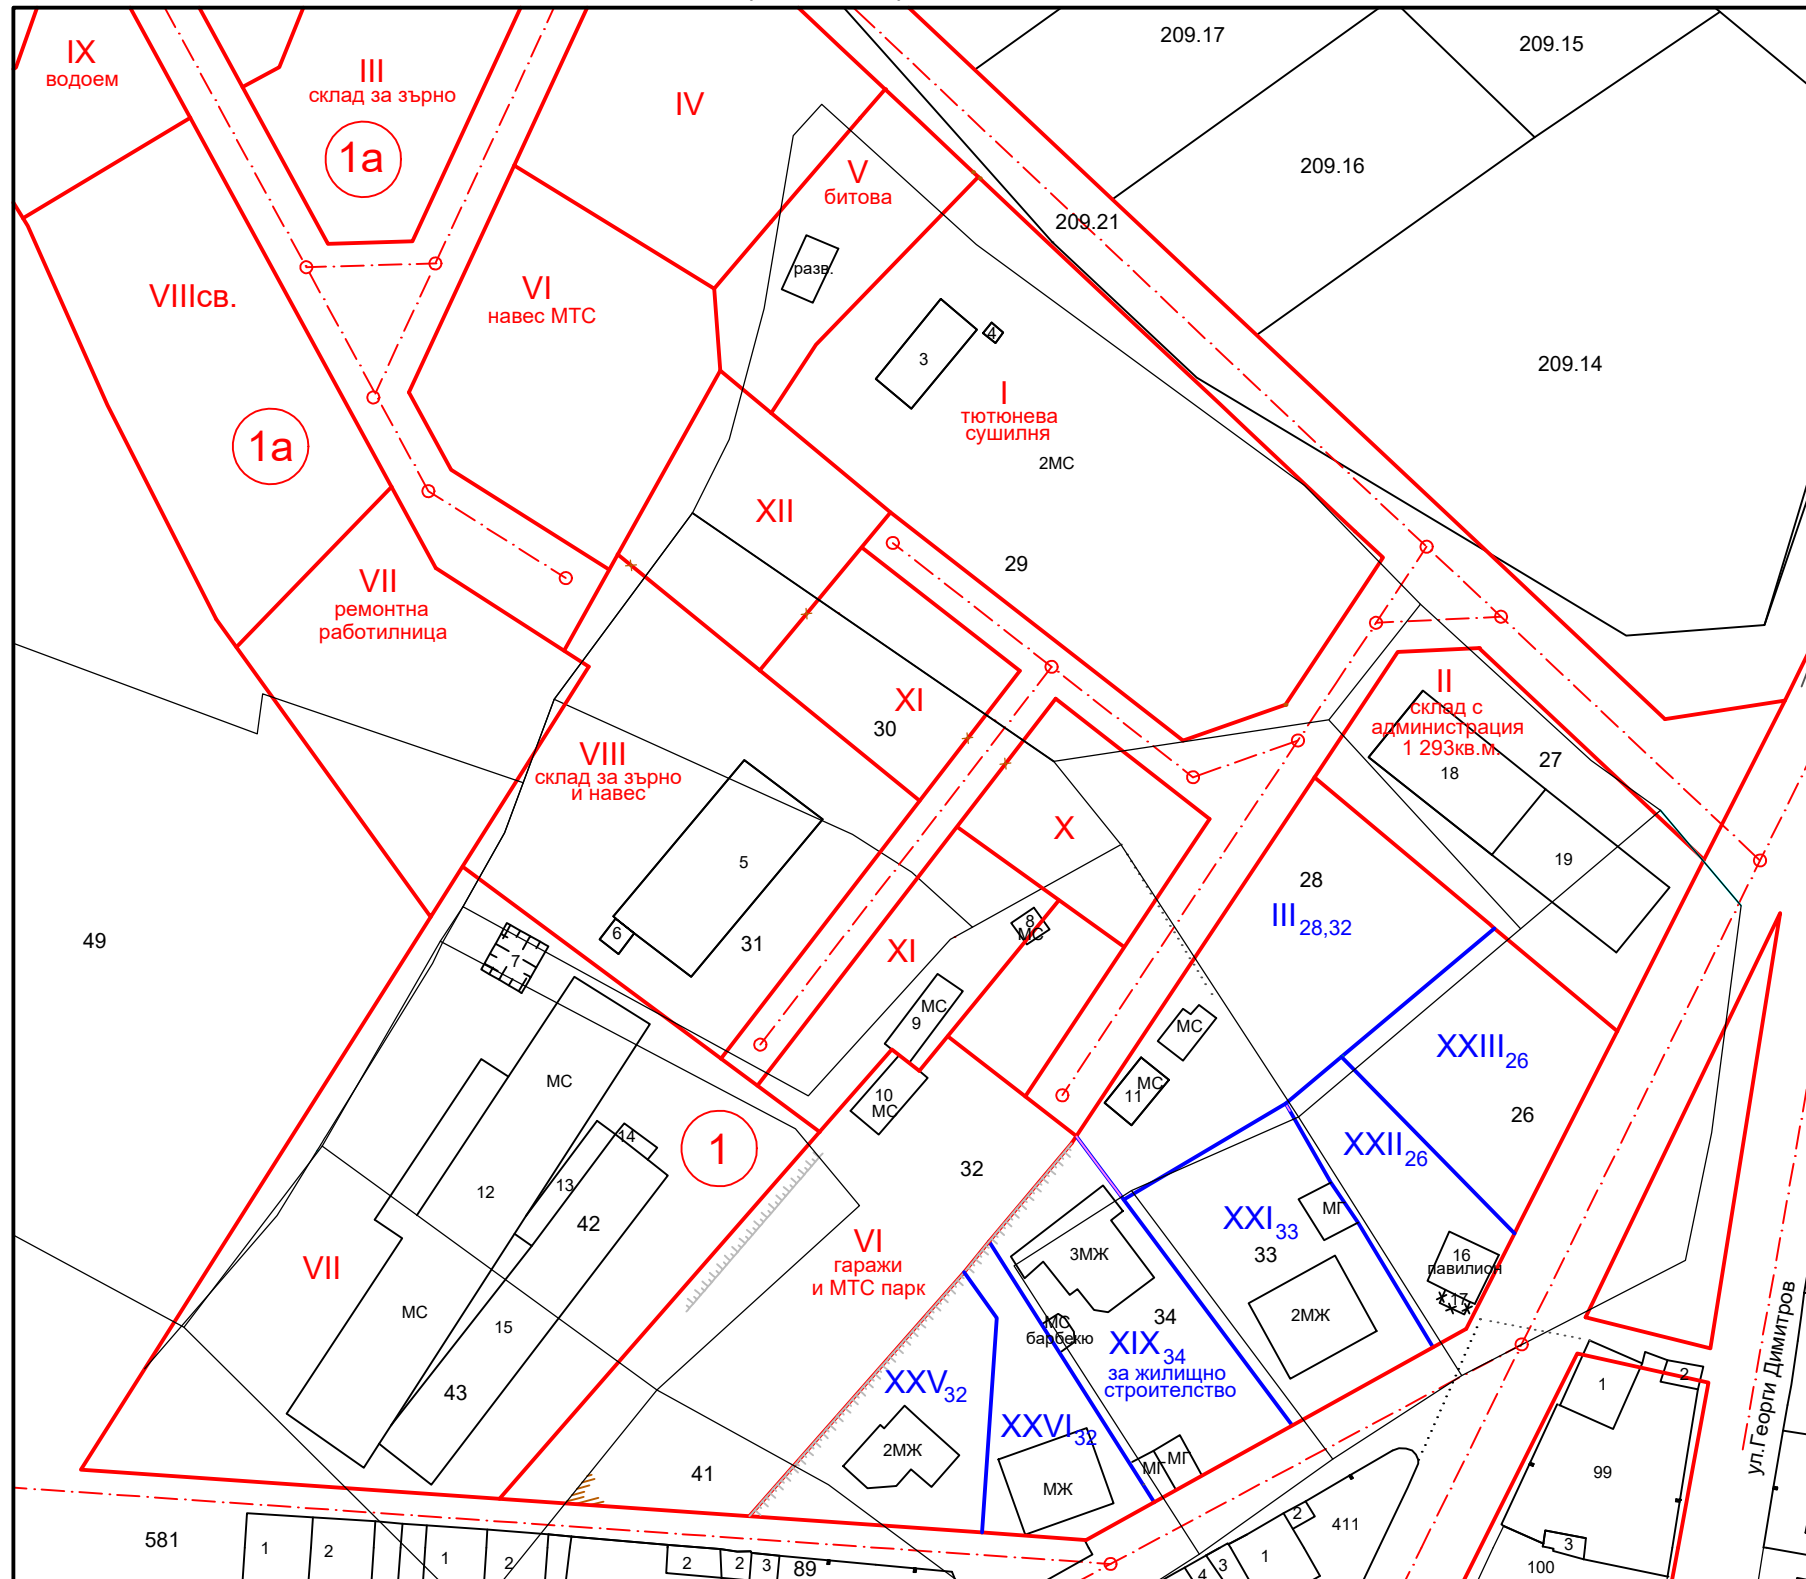 209.17
209.15
IX
водоем
III
склад за зърно
1а
IV
V
битова
209.16
209.21
разв.
VIIIсв.
VI
навес МТС
3
4
209.14
I
тютюнева
сушилня
2МС
1а
XII
29
VII
ремонтна
работилница
II
склад с
администрация
1 293кв.м.
18
27
XI
30
VIII
склад за зърно
и навес
X
5
19
28
III28,32
49
6
7
31
XI
8
МС
МС
9
МС
XXIII26
МС
10
МС
МС
11
26
14
1
XXII26
32
12
13
42
XXI33
МГ
33
VI
гаражи
и МТС парк
3МЖ
16
павилион
17
VII
МС
15
МС
барбекю
34
2МЖ
XIX34
за жилищно
строителство
ул.Георги Димитров
XXV32
43
XXVI32
1
2
2МЖ
МГ
МГ
41
МЖ
99
581
1
2
1
2
2
2
3
89
2
411
4
3
1
3
100